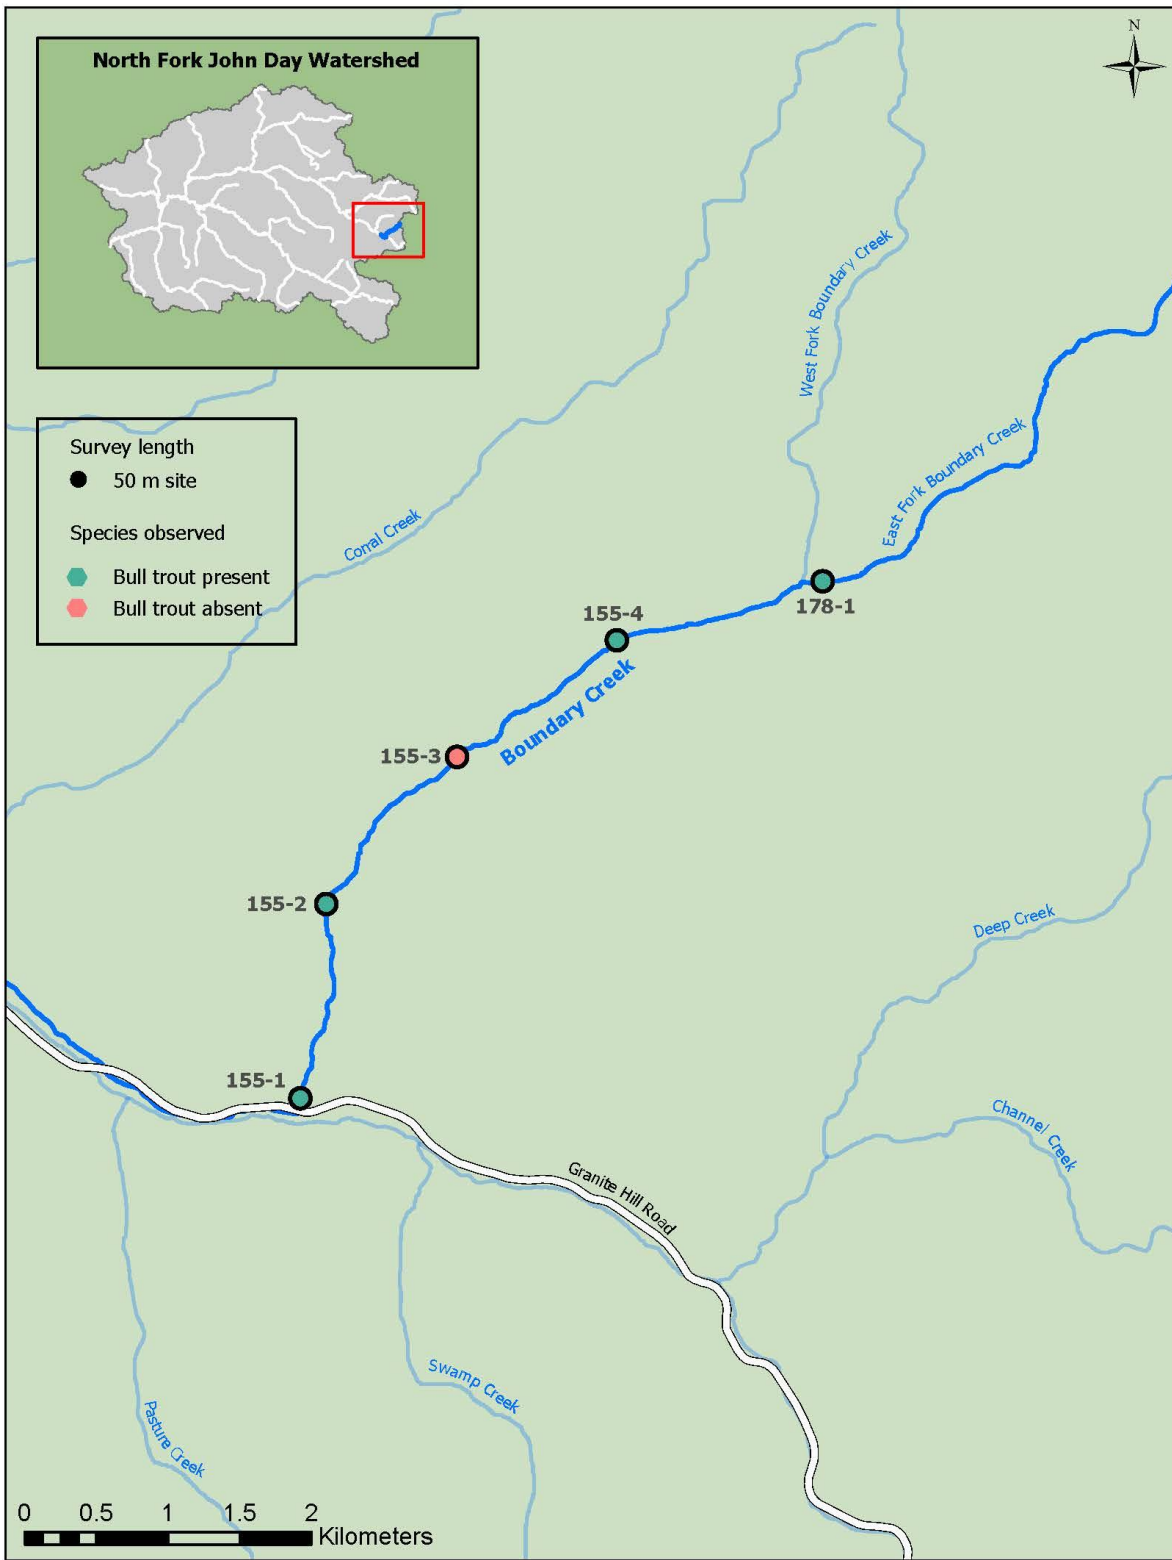 N
North Fork John Day Watershed
West Fork Boundary Creek
Survey length
50 m site
Species observed
Bull trout present
Bull trout absent
East Fork Boundary Creek
Corral Creek
178-1
155-4
Boundary Creek
155-3
155-2
Deep Creek
155-1
Channel Creek
Granite Hill Road
Swamp Creek
Pasture Creek
0 0.5 1 1.5 2
Kilometers